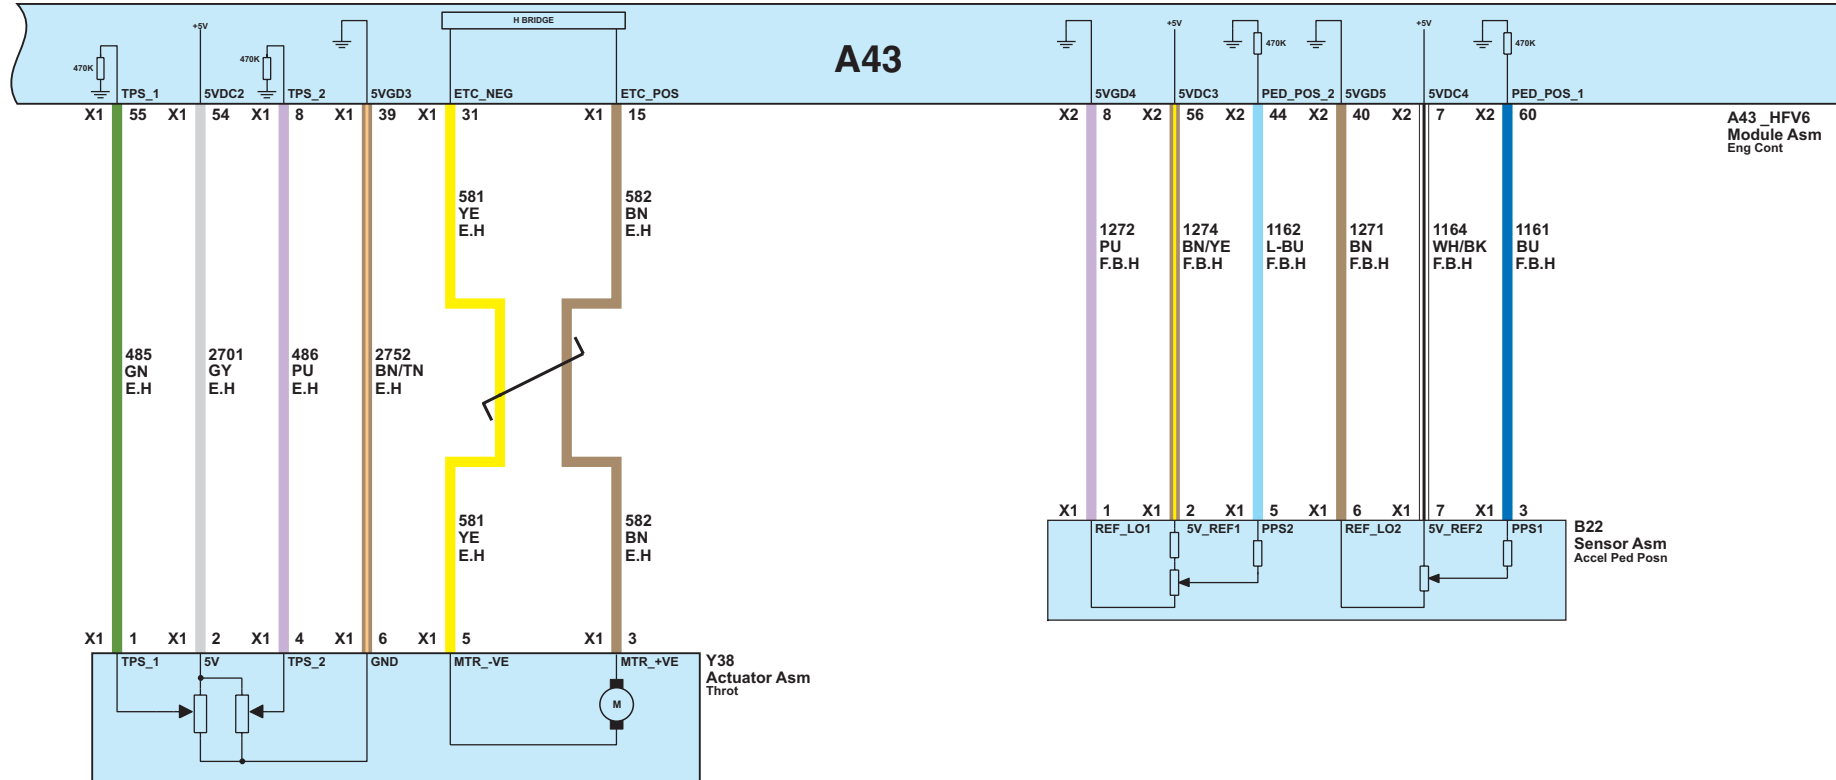 H BRIDGE
A43
+5V
+5V
+5V
470K
470K
470K
470K
TPS_1
5VDC2
TPS_2
5VGD3
ETC_NEG
ETC_POS
5VGD4
5VDC3
PED_POS_2
5VGD5
5VDC4
PED_POS_1
X1 55
X1 54
X1 8
X1 39
X1 31
X1 15
X2 8
X2 56
X2 44
X2 40
X2 7
X2 60
A43 _HFV6
Module Asm
Eng Cont
581
YE
E.H
582
BN
E.H
1272
PU
F.B.H
1274
BN/YE
F.B.H
1162
L-BU
F.B.H
1271
BN
F.B.H
1164
WH/BK
F.B.H
1161
BU
F.B.H
485
GN
E.H
2701
GY
E.H
486
PU
E.H
2752
BN/TN
E.H
581
YE
E.H
582
BN
E.H
X1 1
X1 2
X1 5
X1 6
X1 7
X1 3
REF_LO1
5V_REF1
PPS2
REF_LO2
5V_REF2
PPS1
B22
Sensor Asm
Accel Ped Posn
X1 1
X1 2
X1 4
X1 6
X1 5
X1 3
TPS_1
5V
TPS_2
GND
MTR_-VE
MTR_+VE
Y38
Actuator Asm
Throt
M